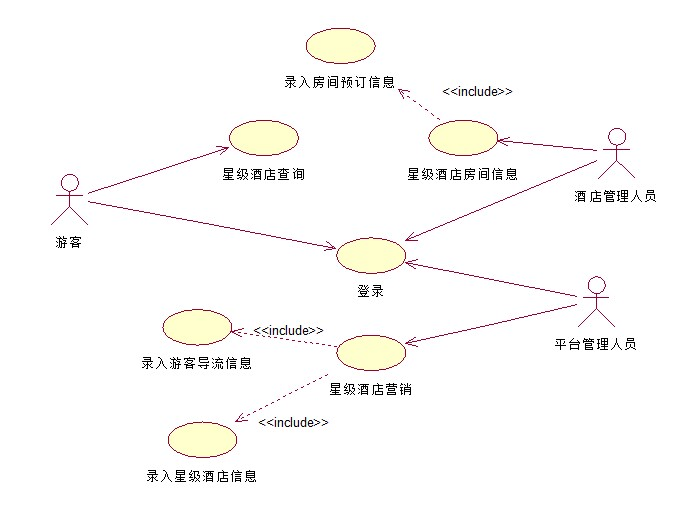 录入房间预订信息
<<include>>
星级酒店查询
星级酒店房间信息
酒店管理人员
游客
登录
<<include>>
平台管理人员
录入游客导流信息
星级酒店营销
<<include>>
录入星级酒店信息